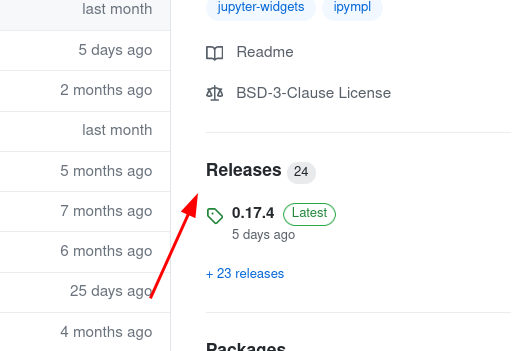 last month
5 days ago
2 months ago
last month
5 months ago
7 months ago
6 months ago
25 days ago
4 months ago
jupyter-widgets ipympl
Readme
BSD-3-Clause License
Releases 24
0.17.4 Latest
5 days ago
+ 23 releases
Packages